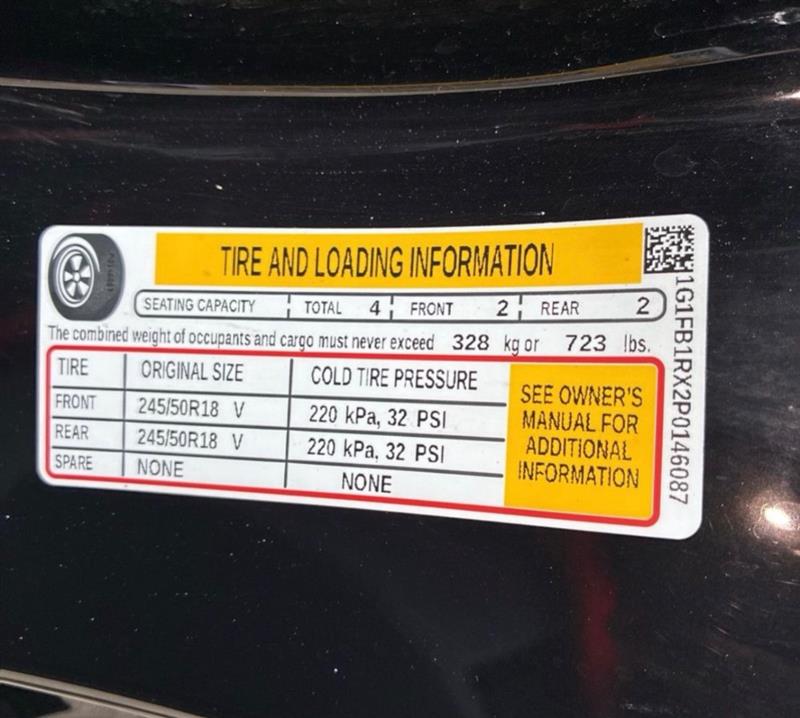 TIRE AND LOADING INFORMATION
SEATING CAPACITY TOTAL 4 FRONT 2 REAR 2
The combined weight of occupants and cargo must never exceed 328 kg or 723 lbs.
TIRE ORIGINAL SIZE COLD TIRE PRESSURE
FRONT 245/50R18 V 220 kPa, 32 PSI
REAR 245/50R18 V 220 kPa, 32 PSI
SPARE NONE NONE
SEE OWNER'S
MANUAL FOR
ADDITIONAL
INFORMATION
1G1FB1RX2P0146087